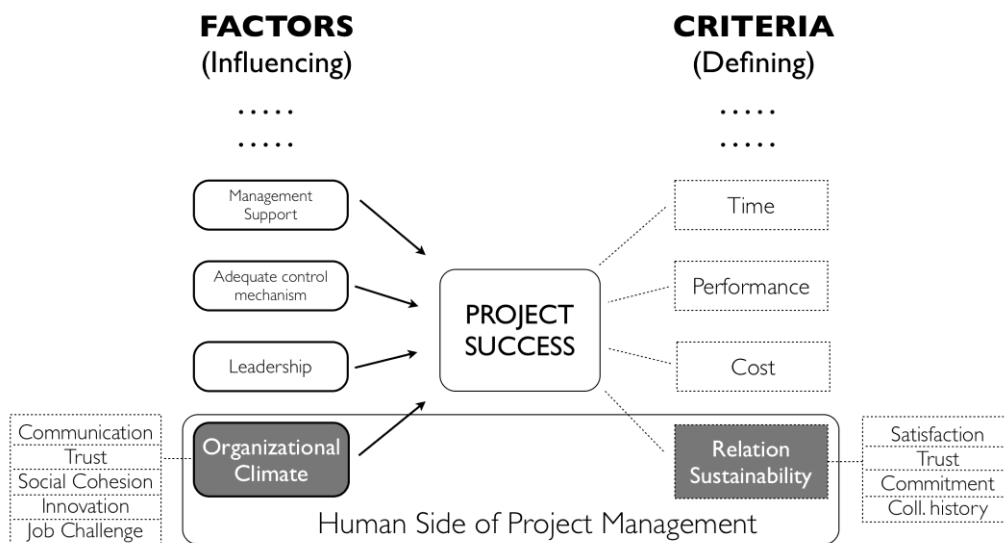 FACTORS
(Influencing)
.....
.....
CRITERIA
(Defining)
.....
.....
Management
Support
Adequate control
mechanism
Leadership
Organizational
Climate
PROJECT
SUCCESS
Time
Performance
Cost
Relation
Sustainability
Communication
Trust
Social Cohesion
Innovation
Job Challenge
Satisfaction
Trust
Commitment
Coll. history
Human Side of Project Management